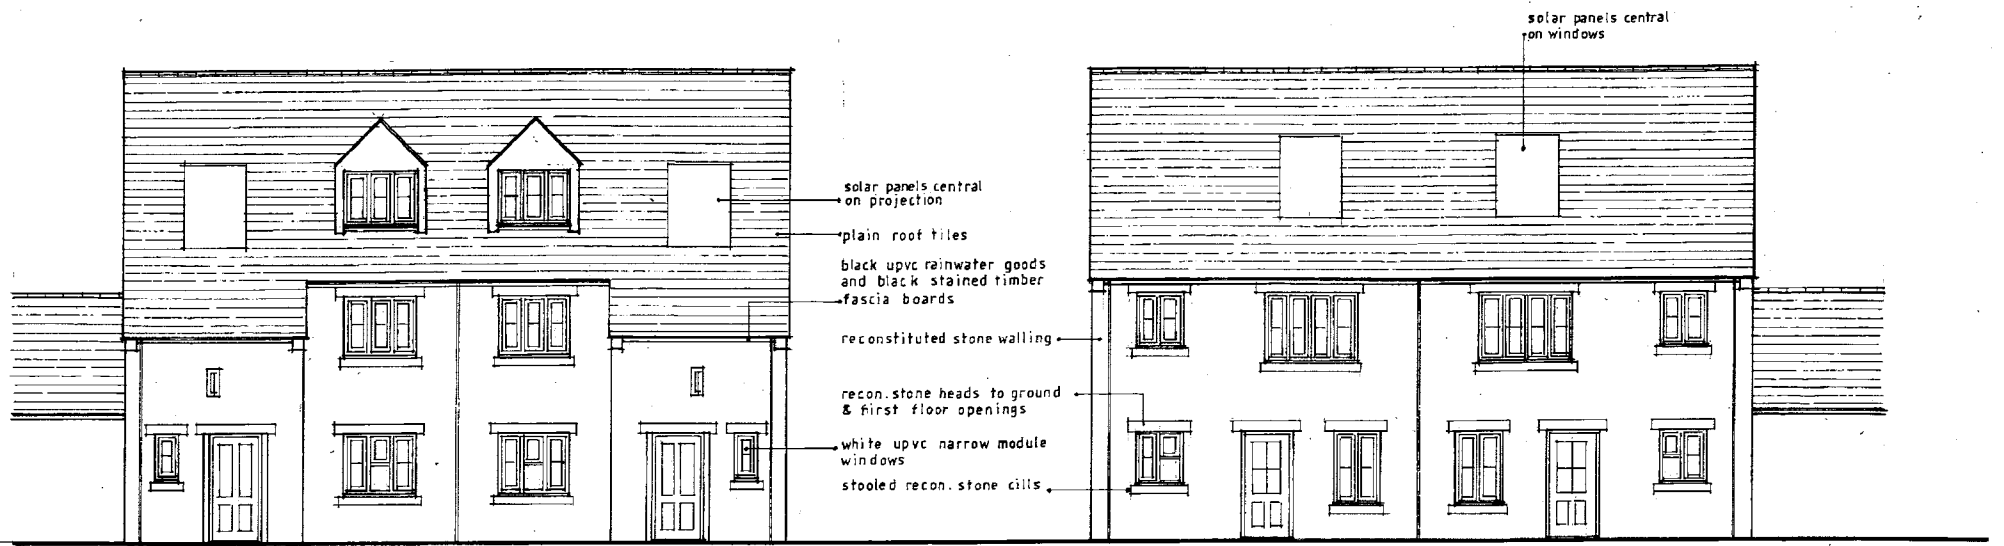 solar panels central
on windows
solar panels central
on projection
plain roof tiles
black upvc rainwater goods
and black stained timber
fascia boards
reconstituted stone walling
recon. stone heads to ground
& first floor openings
white upvc narrow module
windows
stooled recon. stone cills